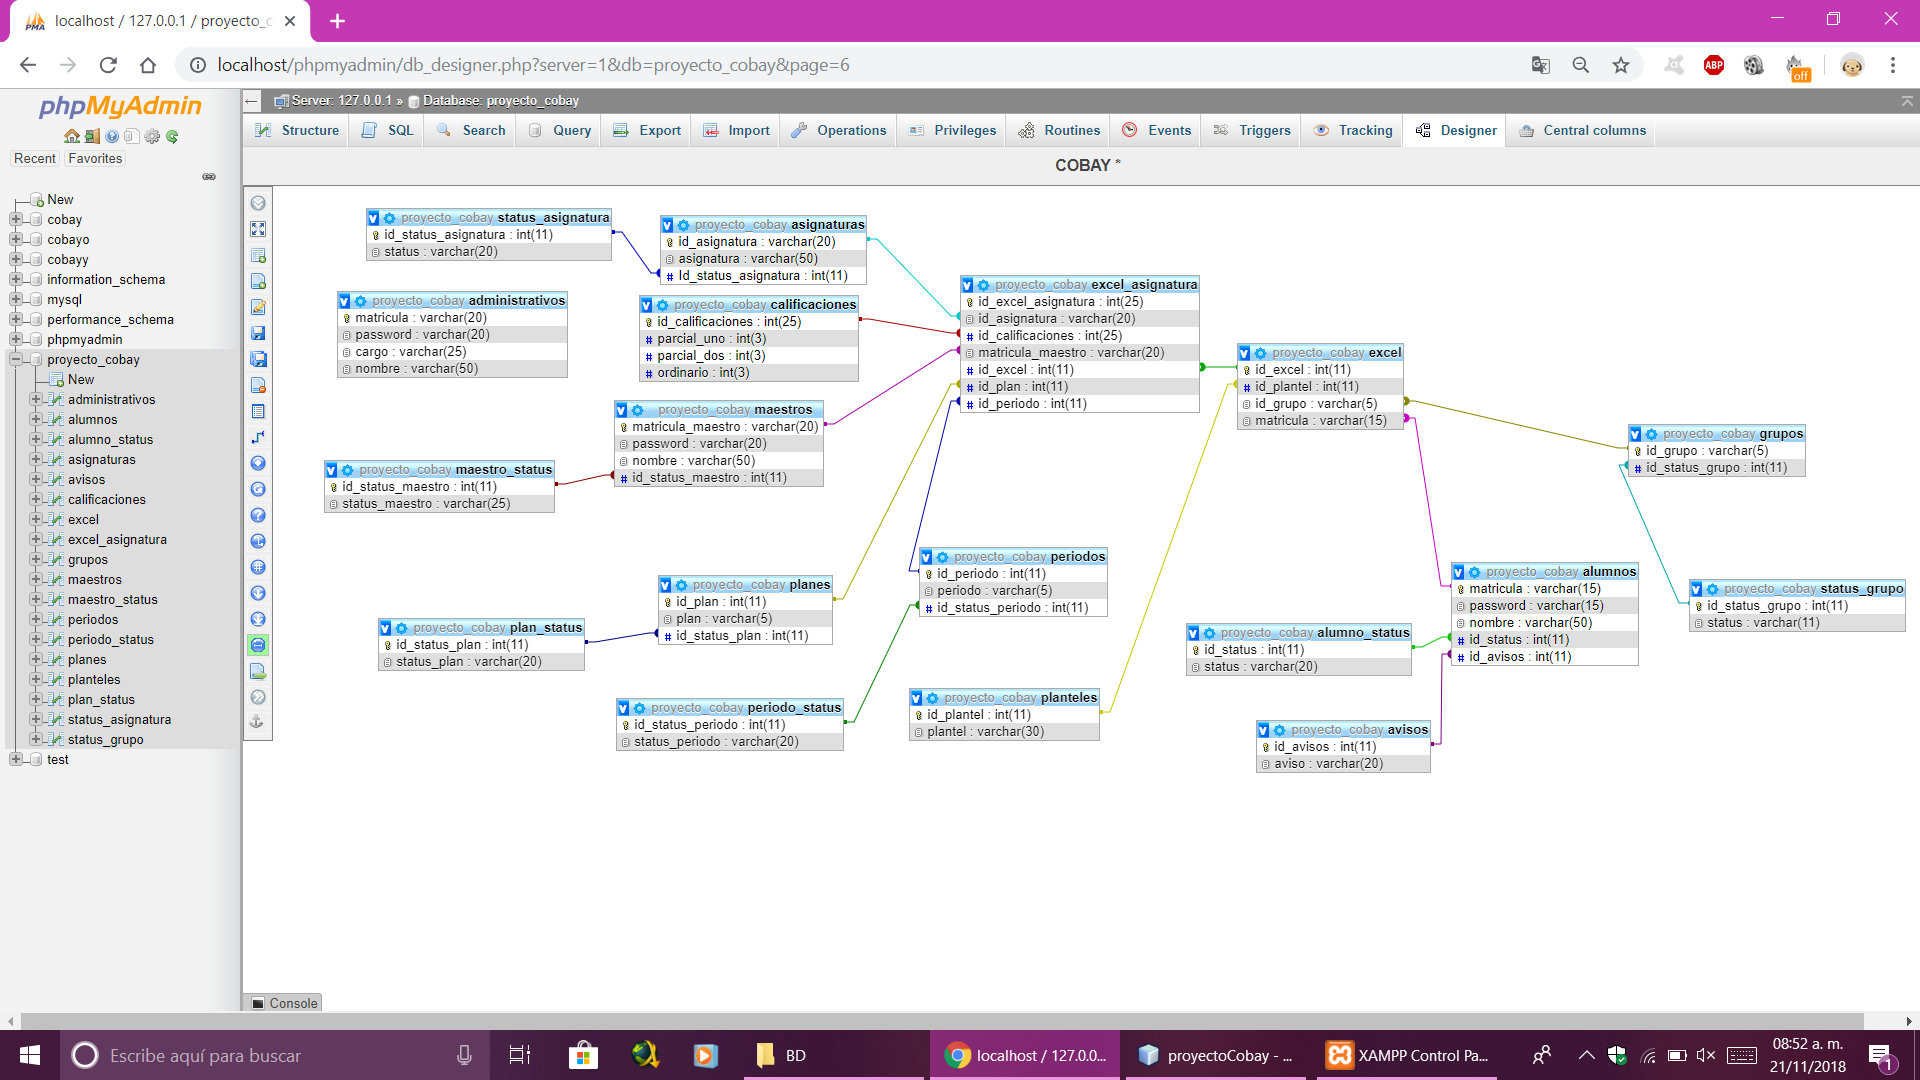 localhost / 127.0.0.1 / proyecto_c
localhost/phpmyadmin/db_designer.php?server=1&db=proyecto_cobay&page=6
ABP
off
phpMyAdmin
Recent
Favorites
New
cobay
cobayo
cobayy
information_schema
mysql
performance_schema
phpmyadmin
proyecto_cobay
New
administrativos
alumnos
alumno_status
asignaturas
avisos
calificaciones
excel
excel_asignatura
grupos
maestros
maestro_status
periodos
periodo_status
planes
planteles
plan_status
status_asignatura
status_grupo
test
Server: 127.0.0.1 » Database: proyecto_cobay
Structure SQL Search Query Export Import Operations Privileges Routines Events Triggers Tracking Designer Central columns
COBAY *
proyecto_cobay status_asignatura
id_status_asignatura : int(11)
status : varchar(20)
proyecto_cobay asignaturas
id_asignatura : varchar(20)
asignatura : varchar(50)
Id_status_asignatura : int(11)
proyecto_cobay administrativos
matricula : varchar(20)
password : varchar(20)
cargo : varchar(25)
nombre : varchar(50)
proyecto_cobay calificaciones
id_calificaciones : int(25)
parcial_uno : int(3)
parcial_dos : int(3)
ordinario : int(3)
proyecto_cobay excel_asignatura
id_excel_asignatura : int(25)
id_asignatura : varchar(20)
id_calificaciones : int(25)
matricula_maestro : varchar(20)
id_excel : int(11)
id_plan : int(11)
id_periodo : int(11)
proyecto_cobay excel
id_excel : int(11)
id_plantel : int(11)
id_grupo : varchar(5)
matricula : varchar(15)
proyecto_cobay maestros
matricula_maestro : varchar(20)
password : varchar(20)
nombre : varchar(50)
id_status_maestro : int(11)
proyecto_cobay grupos
id_grupo : varchar(5)
id_status_grupo : int(11)
proyecto_cobay maestro_status
id_status_maestro : int(11)
status_maestro : varchar(25)
proyecto_cobay periodos
id_periodo : int(11)
periodo : varchar(5)
id_status_periodo : int(11)
proyecto_cobay planes
id_plan : int(11)
plan : varchar(5)
id_status_plan : int(11)
proyecto_cobay alumnos
matricula : varchar(15)
password : varchar(15)
nombre : varchar(50)
id_status : int(11)
id_avisos : int(11)
proyecto_cobay status_grupo
id_status_grupo : int(11)
status : varchar(11)
proyecto_cobay plan_status
id_status_plan : int(11)
status_plan : varchar(20)
proyecto_cobay alumno_status
id_status : int(11)
status : varchar(20)
proyecto_cobay periodo_status
id_status_periodo : int(11)
status_periodo : varchar(20)
proyecto_cobay planteles
id_plantel : int(11)
plantel : varchar(30)
proyecto_cobay avisos
id_avisos : int(11)
aviso : varchar(20)
Console
Escribe aquí para buscar
BD
localhost / 127.0.0...
proyectoCobay - ...
XAMPP Control Pa...
08:52 a. m.
21/11/2018
1